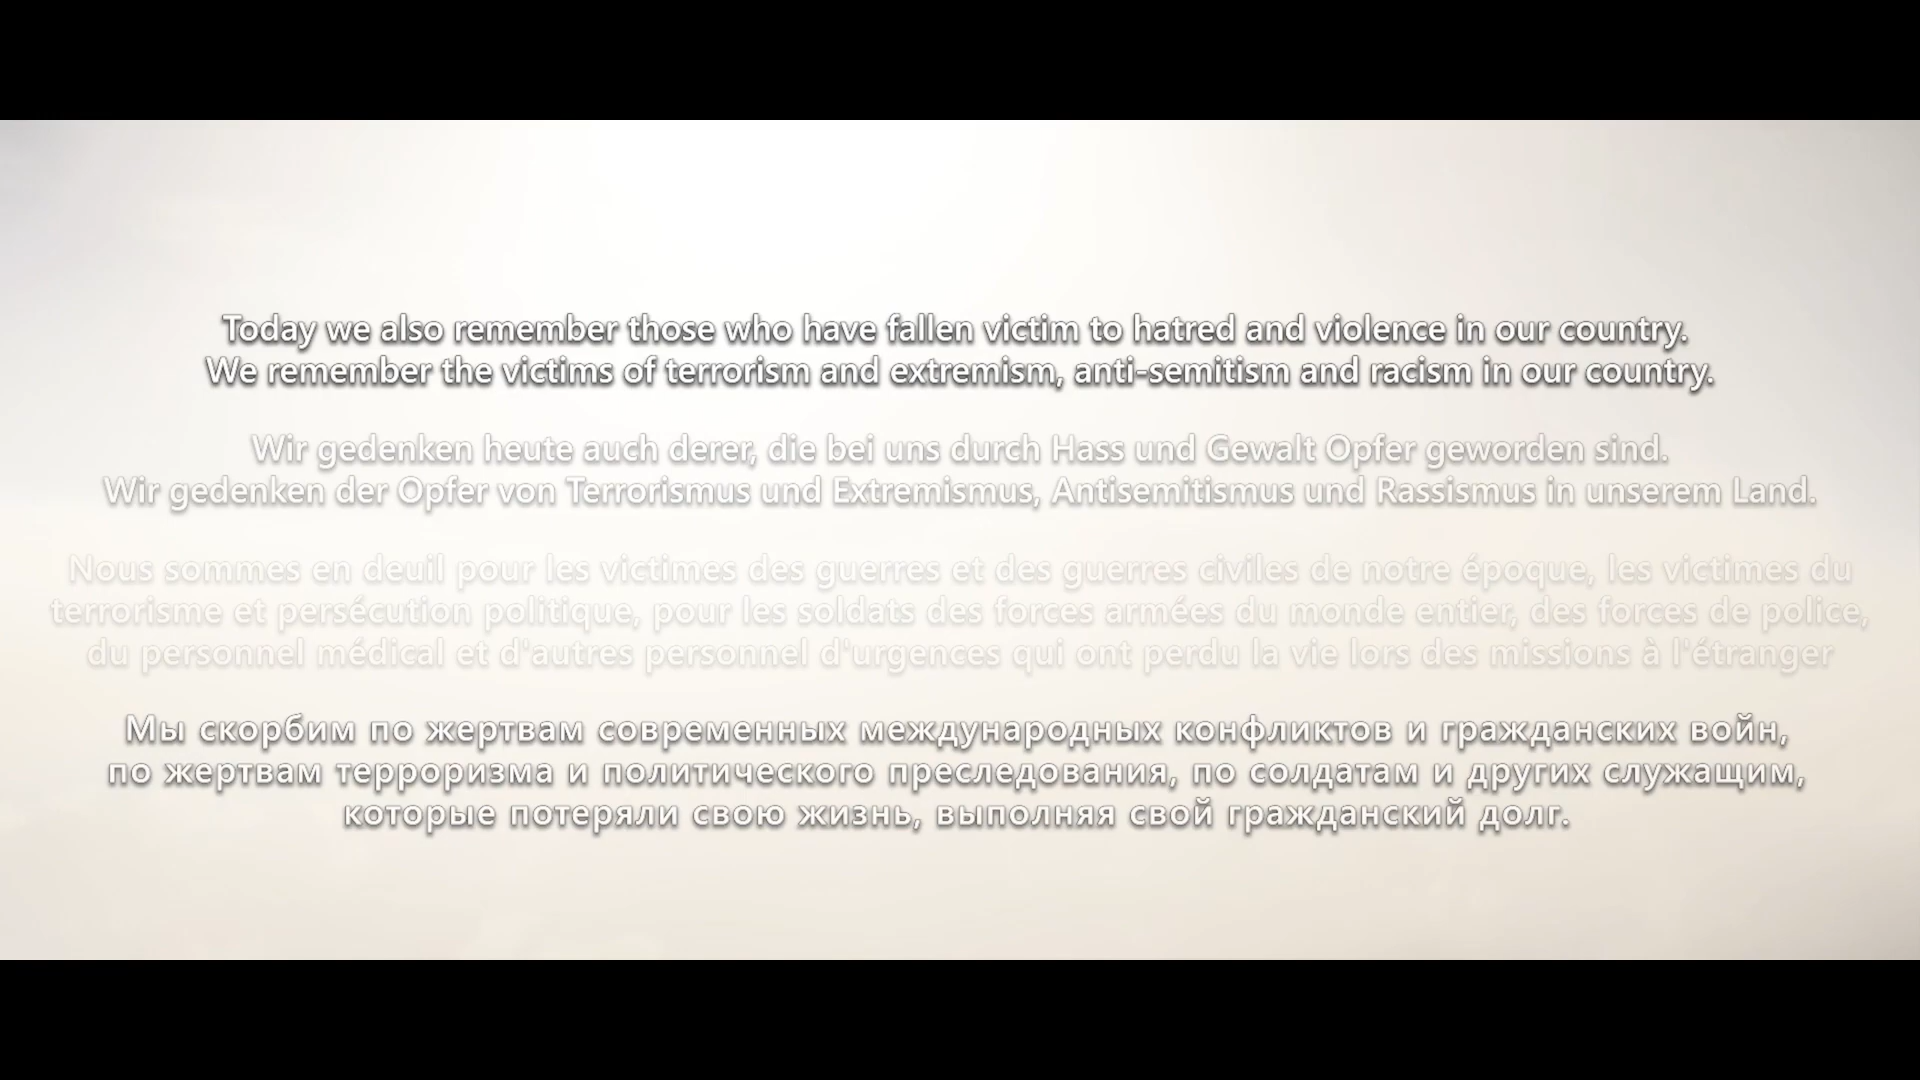 Today we also remember those who have fallen victim to hatred and violence in our country.
We remember the victims of terrorism and extremism, anti-semitism and racism in our country.
Wir gedenken heute auch derer, die bei uns durch Hass und Gewalt Opfer geworden sind.
Wir gedenken der Opfer von Terrorismus und Extremismus, Antisemitismus und Rassismus in unserem Land.
Nous sommes en deuil pour les victimes des guerres et des guerres civiles de notre époque, les victimes du
terrorisme et persécution politique, pour les soldats des forces armées du monde entier, des forces de police,
du personnel médical et d'autres personnel d'urgences qui ont perdu la vie lors des missions à l'étranger
Мы скорбим по жертвам современных международных конфликтов и гражданских войн,
по жертвам терроризма и политического преследования, по солдатам и других служащим,
которые потеряли свою жизнь, выполняя свой гражданский долг.